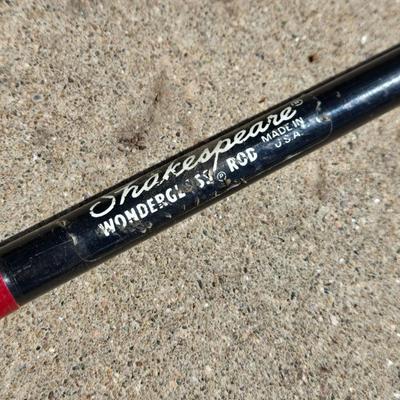 Shakespeare®
WONDERGLASS® ROD
MADE IN
U.S.A.